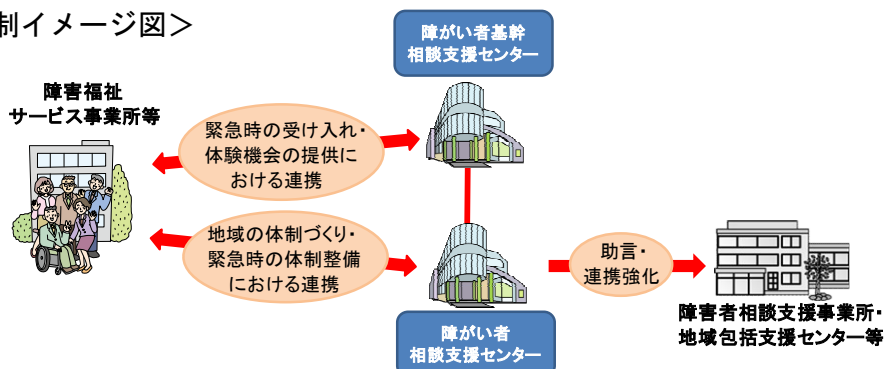 制イメージ図＞
障がい者基幹
相談支援センター
障害福祉
サービス事業所等
緊急時の受け入れ・
体験機会の提供に
おける連携
地域の体制づくり・
緊急時の体制整備
における連携
助言・
連携強化
障害者相談支援事業所・
地域包括支援センター等
障がい者
相談支援センター